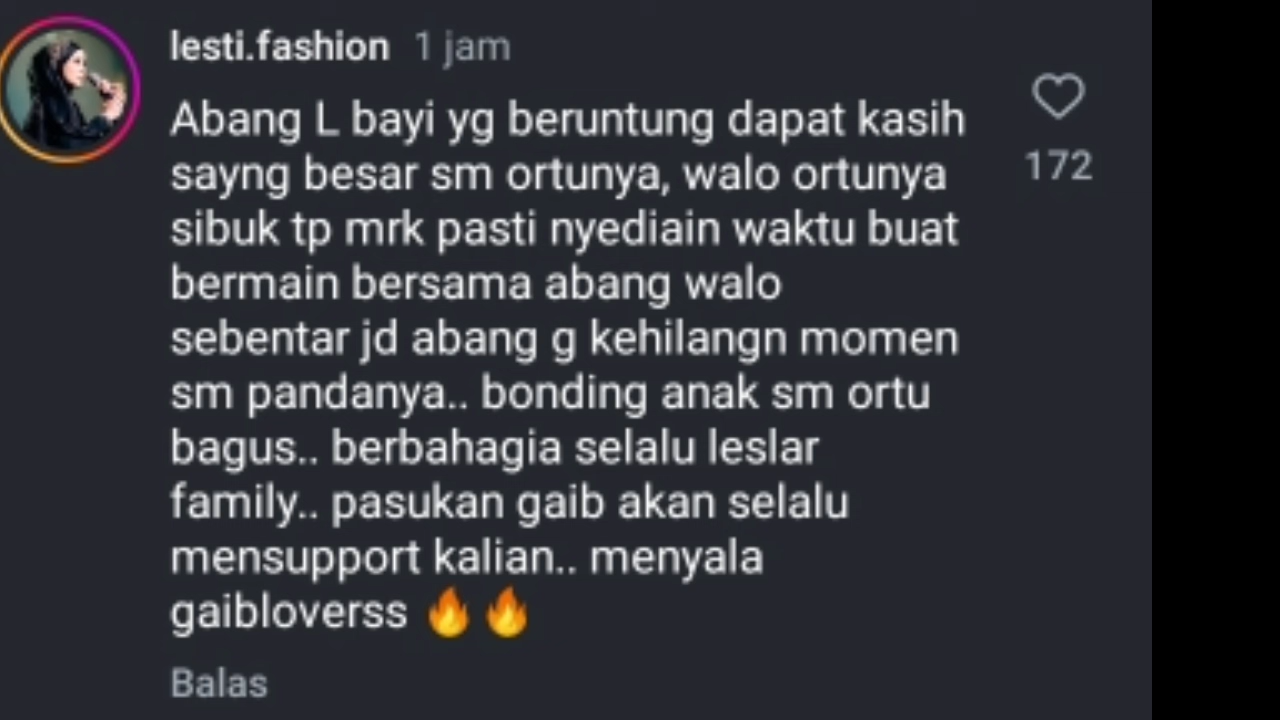 lesti.fashion 1 jam
Abang L bayi yg beruntung dapat kasih
sayng besar sm ortunya, walo ortunya
sibuk tp mrk pasti nyediain waktu buat
bermain bersama abang walo
sebentar jd abang g kehilangn momen
sm pandanya.. bonding anak sm ortu
bagus.. berbahagia selalu leslar
family.. pasukan gaib akan selalu
mensupport kalian.. menyala
gaibloverss 🔥🔥
172
Balas